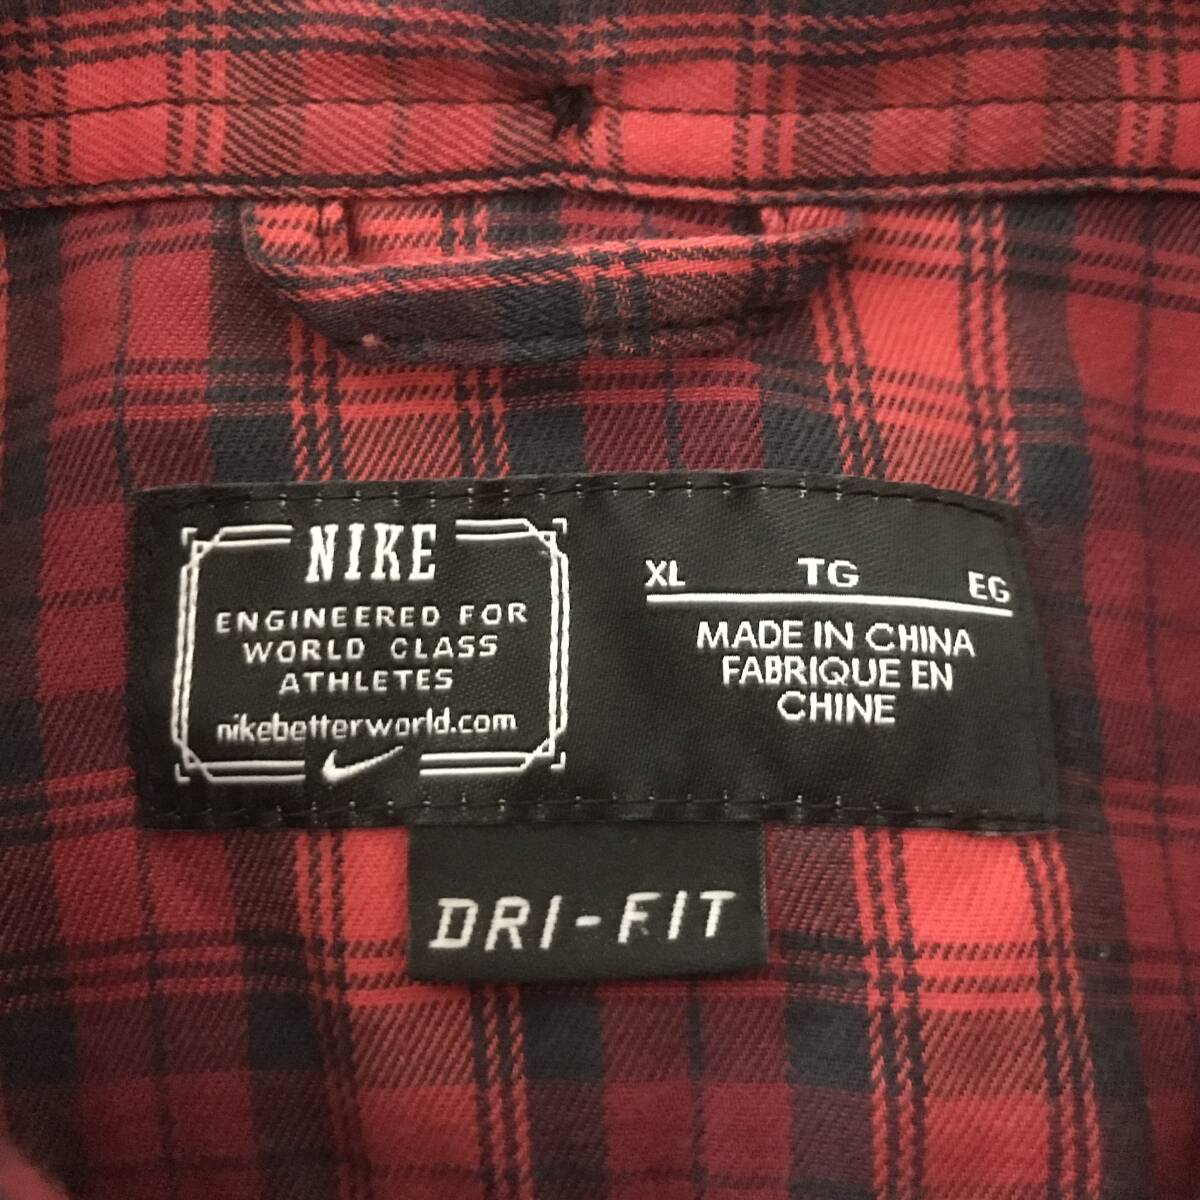 NIKE
ENGINEERED FOR
WORLD CLASS
ATHLETES
nikebetterworld.com
XL TG EG
MADE IN CHINA
FABRIQUE EN
CHINE
DRI-FIT